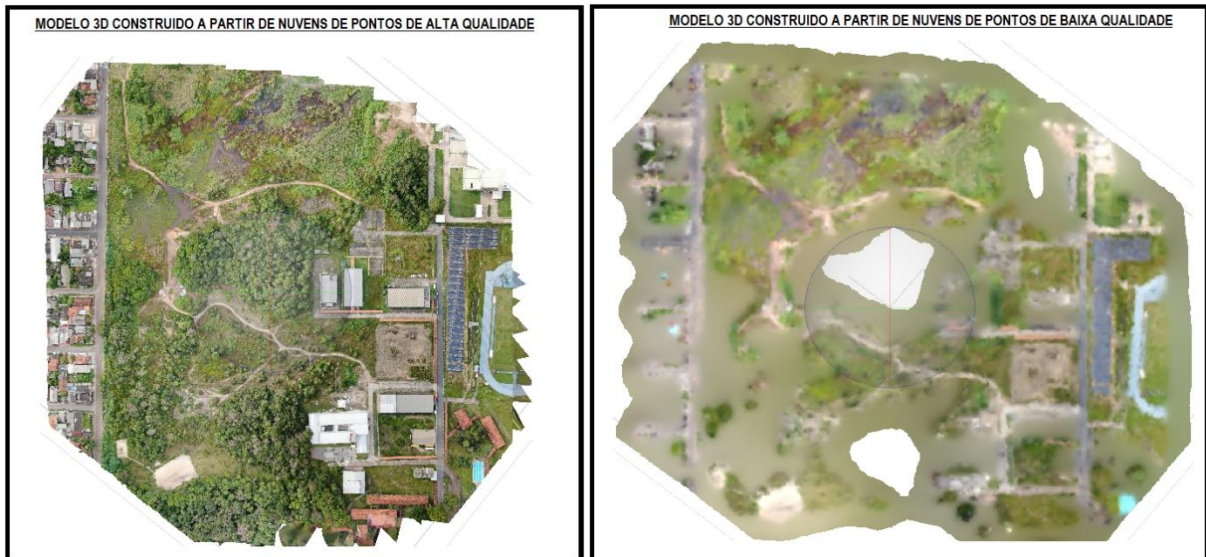 MODELO 3D CONSTRUIDO A PARTIR DE NUVENS DE PONTOS DE ALTA QUALIDADE
MODELO 3D CONSTRUIDO A PARTIR DE NUVENS DE PONTOS DE BAIXA QUALIDADE